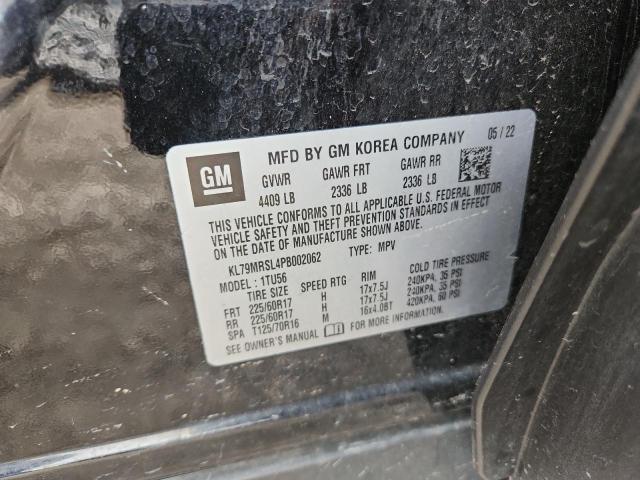 GM
MFD BY GM KOREA COMPANY 05 / 22
GVWR GAWR FRT GAWR RR
4409 LB 2336 LB 2336 LB
THIS VEHICLE CONFORMS TO ALL APPLICABLE U.S. FEDERAL MOTOR
VEHICLE SAFETY AND THEFT PREVENTION STANDARDS IN EFFECT
ON THE DATE OF MANUFACTURE SHOWN ABOVE.
KL79MRSL4PB002062 TYPE: MPV
MODEL: 1TU56
TIRE SIZE SPEED RTG RIM COLD TIRE PRESSURE
FRT 225/60R17 H 17x7.5J 240KPA, 35 PSI
RR 225/60R17 H 17x7.5J 240KPA, 35 PSI
SPA T125/70R16 M 16x4.0BT 420KPA, 60 PSI
SEE OWNER'S MANUAL FOR MORE INFORMATION.